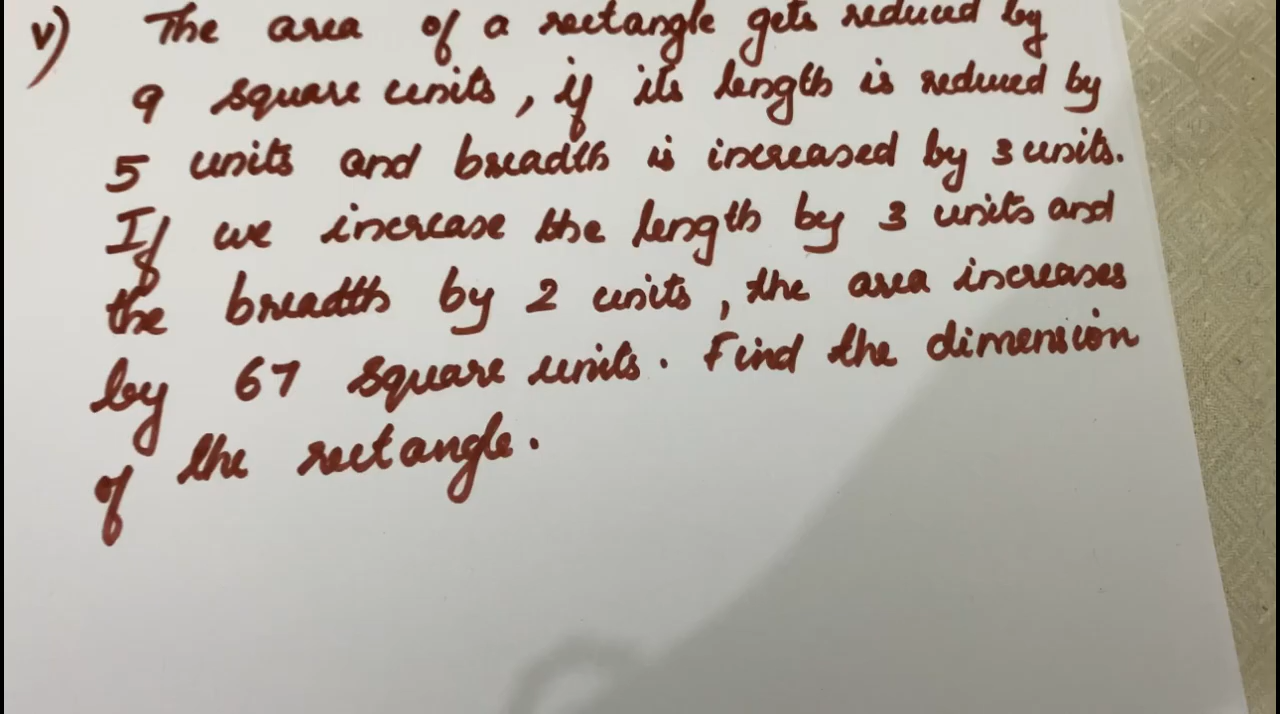 v) The area of a rectangle gets reduced by
9 square units, if its length is reduced by
5 units and breadth is increased by 3 units.
If we increase the length by 3 units and
the breadth by 2 units, the area increases
by 67 square units. Find the dimension
of the rectangle.